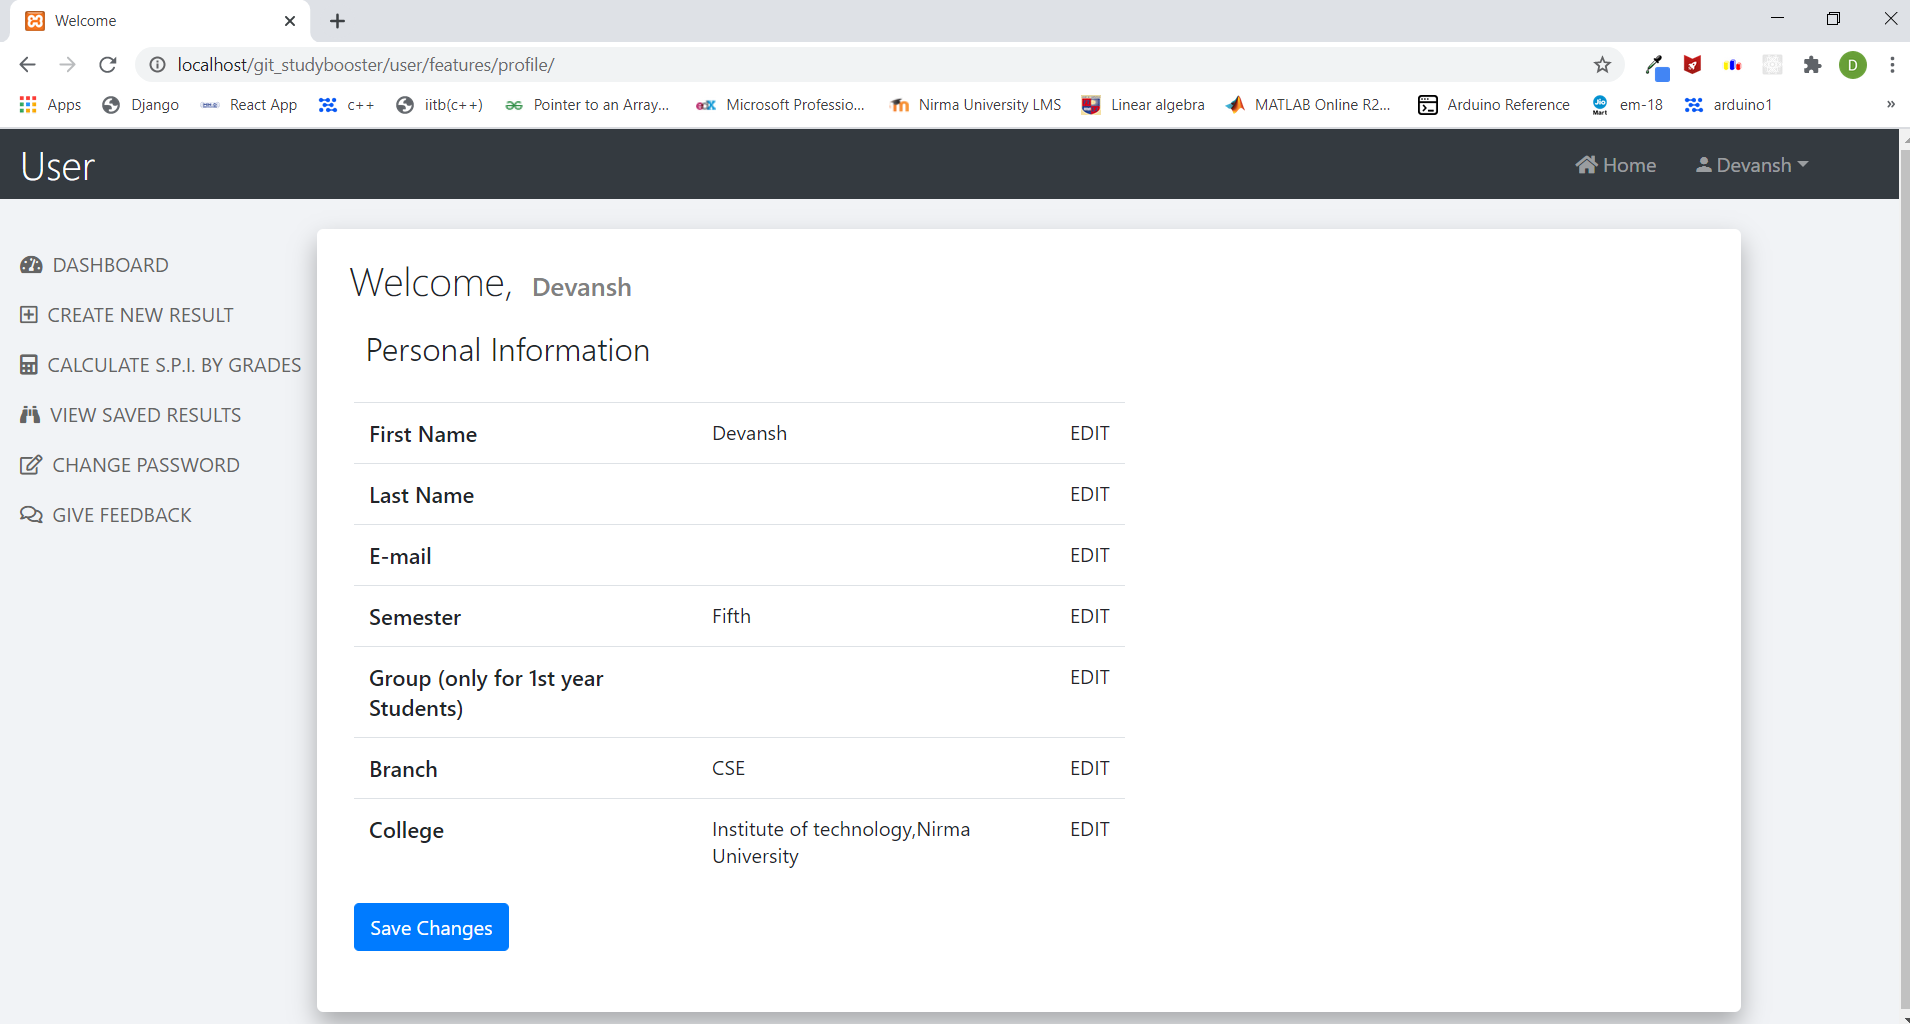 Welcome
localhost/git_studybooster/user/features/profile/
D
Apps Django React App c++ iitb(c++) Pointer to an Array... edX Microsoft Professio... Nirma University LMS Linear algebra MATLAB Online R2... Arduino Reference Jio Mart em-18 arduino1 »
User Home Devansh
DASHBOARD
CREATE NEW RESULT
CALCULATE S.P.I. BY GRADES
VIEW SAVED RESULTS
CHANGE PASSWORD
GIVE FEEDBACK
Welcome, Devansh
Personal Information
First Name Devansh EDIT
Last Name EDIT
E-mail EDIT
Semester Fifth EDIT
Group (only for 1st year EDIT
Students)
Branch CSE EDIT
College Institute of technology,Nirma EDIT
University
Save Changes